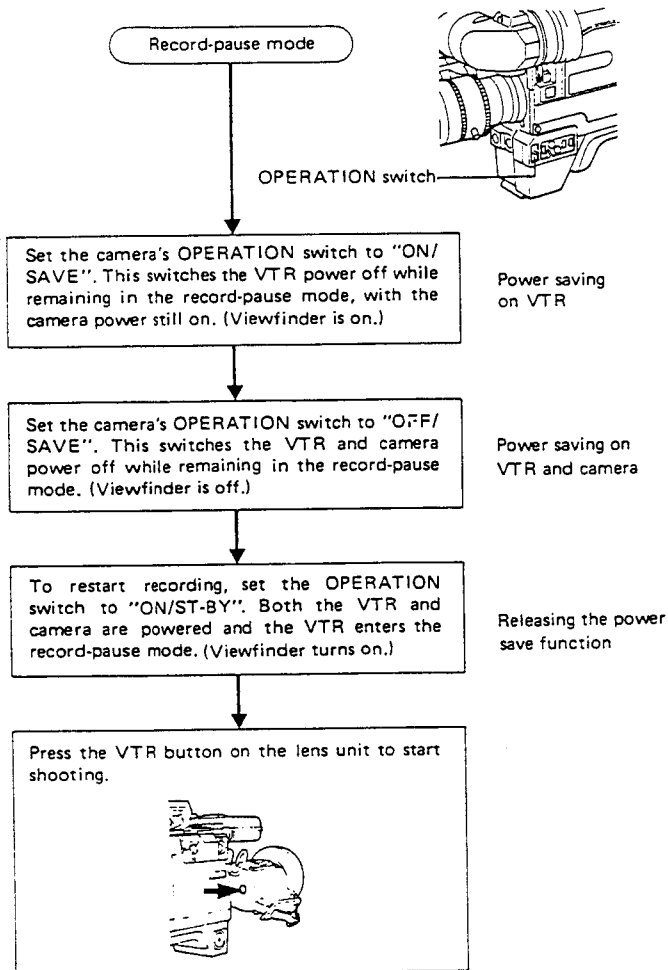 Record-pause mode
OPERATION switch
Set the camera's OPERATION switch to "ON/
SAVE". This switches the VTR power off while
remaining in the record-pause mode, with the
camera power still on. (Viewfinder is on.)
Power saving
on VTR
Set the camera's OPERATION switch to "OFF/
SAVE". This switches the VTR and camera
power off while remaining in the record-pause
mode. (Viewfinder is off.)
Power saving on
VTR and camera
To restart recording, set the OPERATION
switch to "ON/ST-BY". Both the VTR and
camera are powered and the VTR enters the
record-pause mode. (Viewfinder turns on.)
Releasing the power
save function
Press the VTR button on the lens unit to start
shooting.